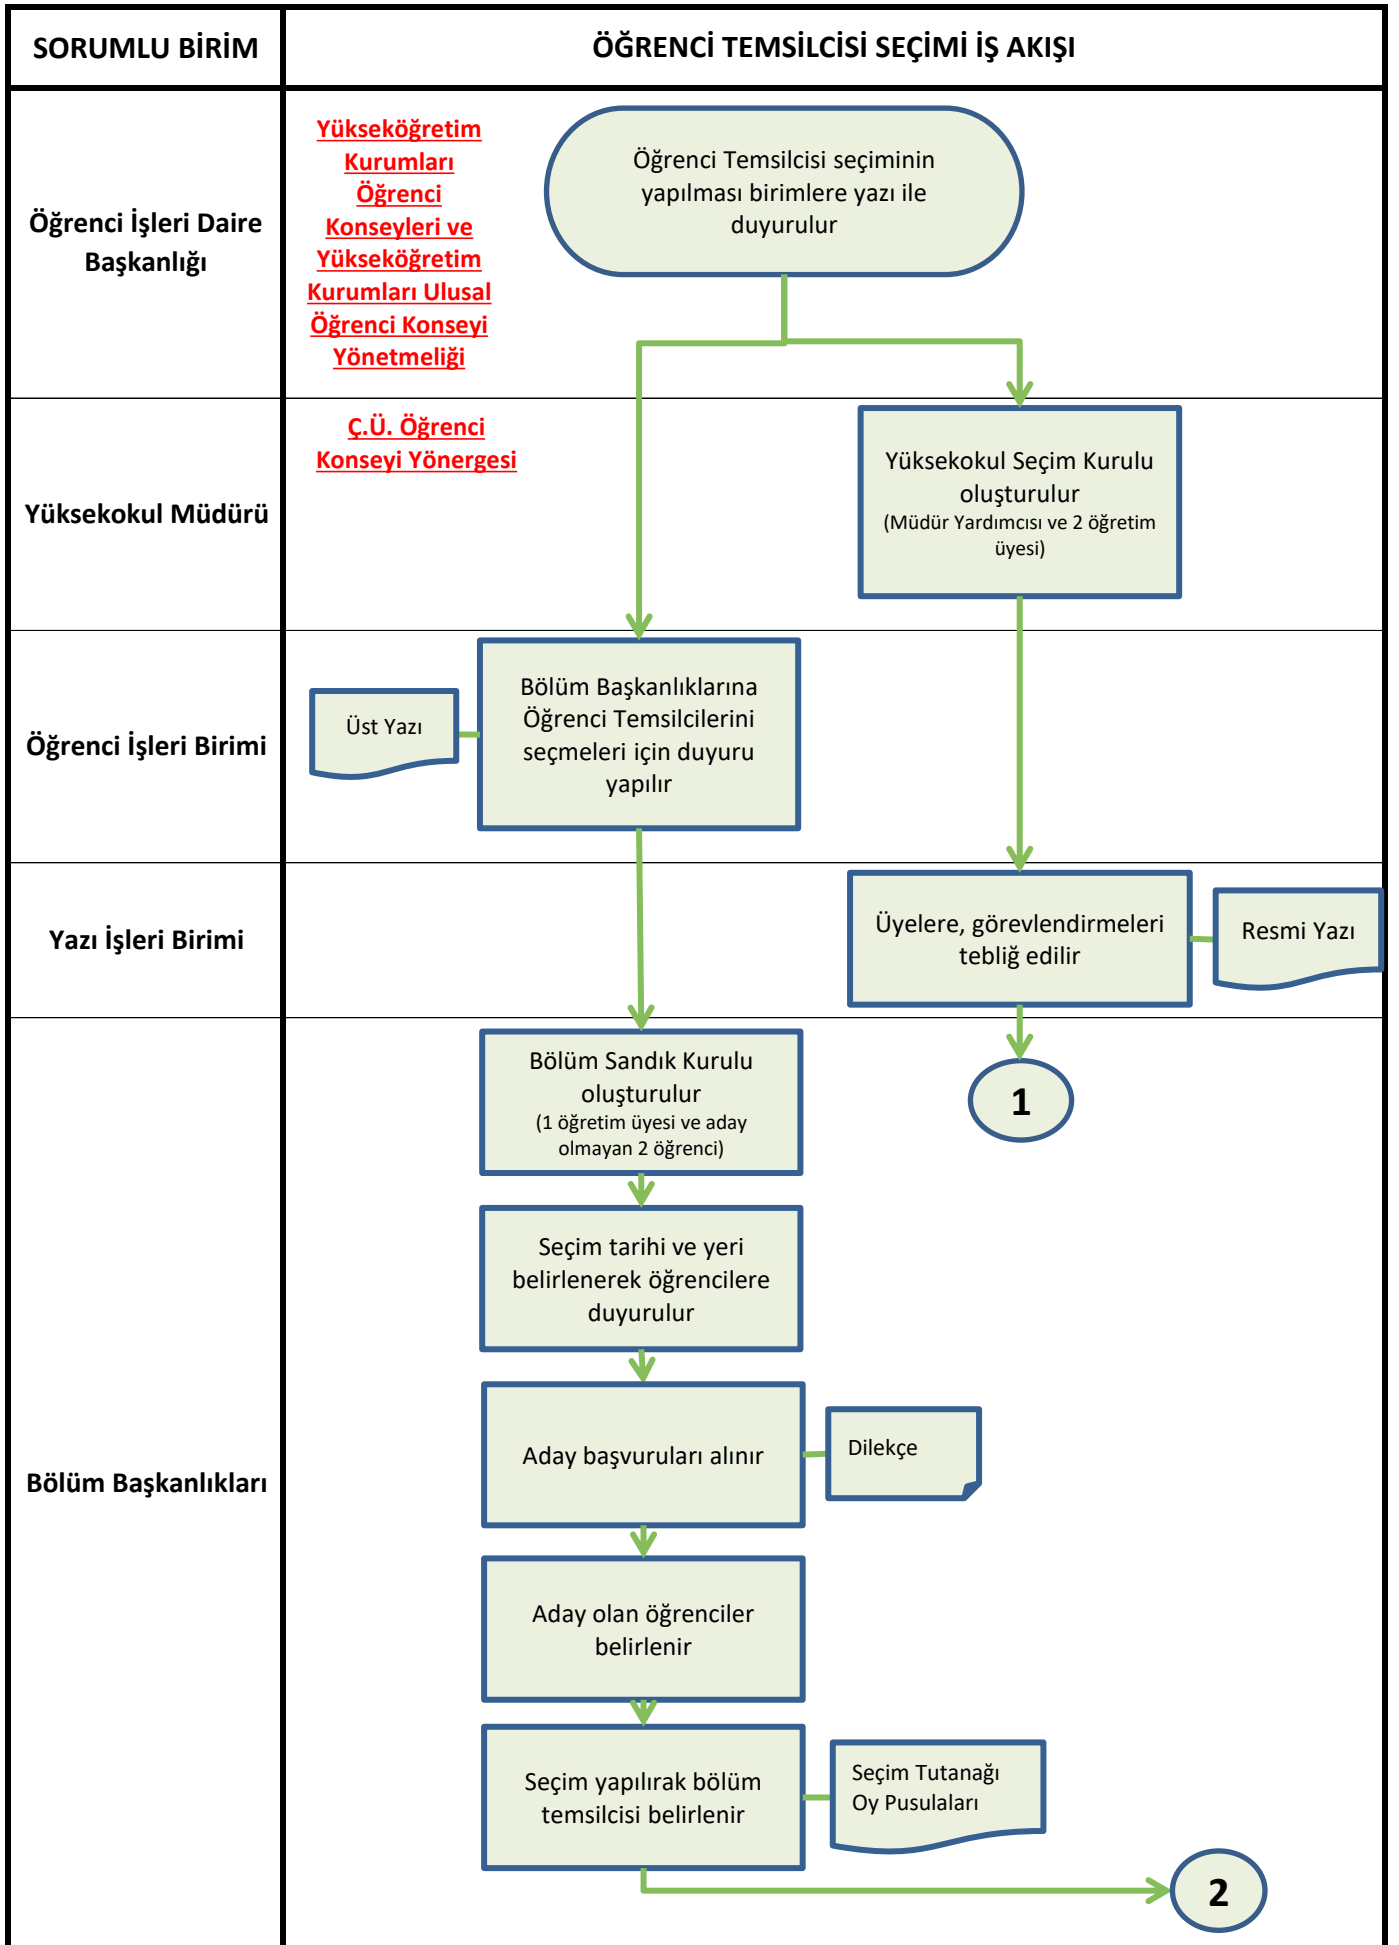 SORUMLU BİRİM
ÖĞRENCİ TEMSİLCİSİ SEÇİMİ İŞ AKIŞI
Öğrenci İşleri Daire
Başkanlığı
Yükseköğretim
Kurumları
Öğrenci
Konseyleri ve
Yükseköğretim
Kurumları Ulusal
Öğrenci Konseyi
Yönetmeliği
Öğrenci Temsilcisi seçiminin
yapılması birimlere yazı ile
duyurulur
Yüksekokul Müdürü
Ç.Ü. Öğrenci
Konseyi Yönergesi
Yüksekokul Seçim Kurulu
oluşturulur
(Müdür Yardımcısı ve 2 öğretim
üyesi)
Öğrenci İşleri Birimi
Üst Yazı
Bölüm Başkanlıklarına
Öğrenci Temsilcilerini
seçmeleri için duyuru
yapılır
Yazı İşleri Birimi
Üyelere, görevlendirmeleri
tebliğ edilir
Resmi Yazı
Bölüm Başkanlıkları
Bölüm Sandık Kurulu
oluşturulur
(1 öğretim üyesi ve aday
olmayan 2 öğrenci)
1
Seçim tarihi ve yeri
belirlenerek öğrencilere
duyurulur
Aday başvuruları alınır
Dilekçe
Aday olan öğrenciler
belirlenir
Seçim yapılırak bölüm
temsilcisi belirlenir
Seçim Tutanağı
Oy Pusulaları
2